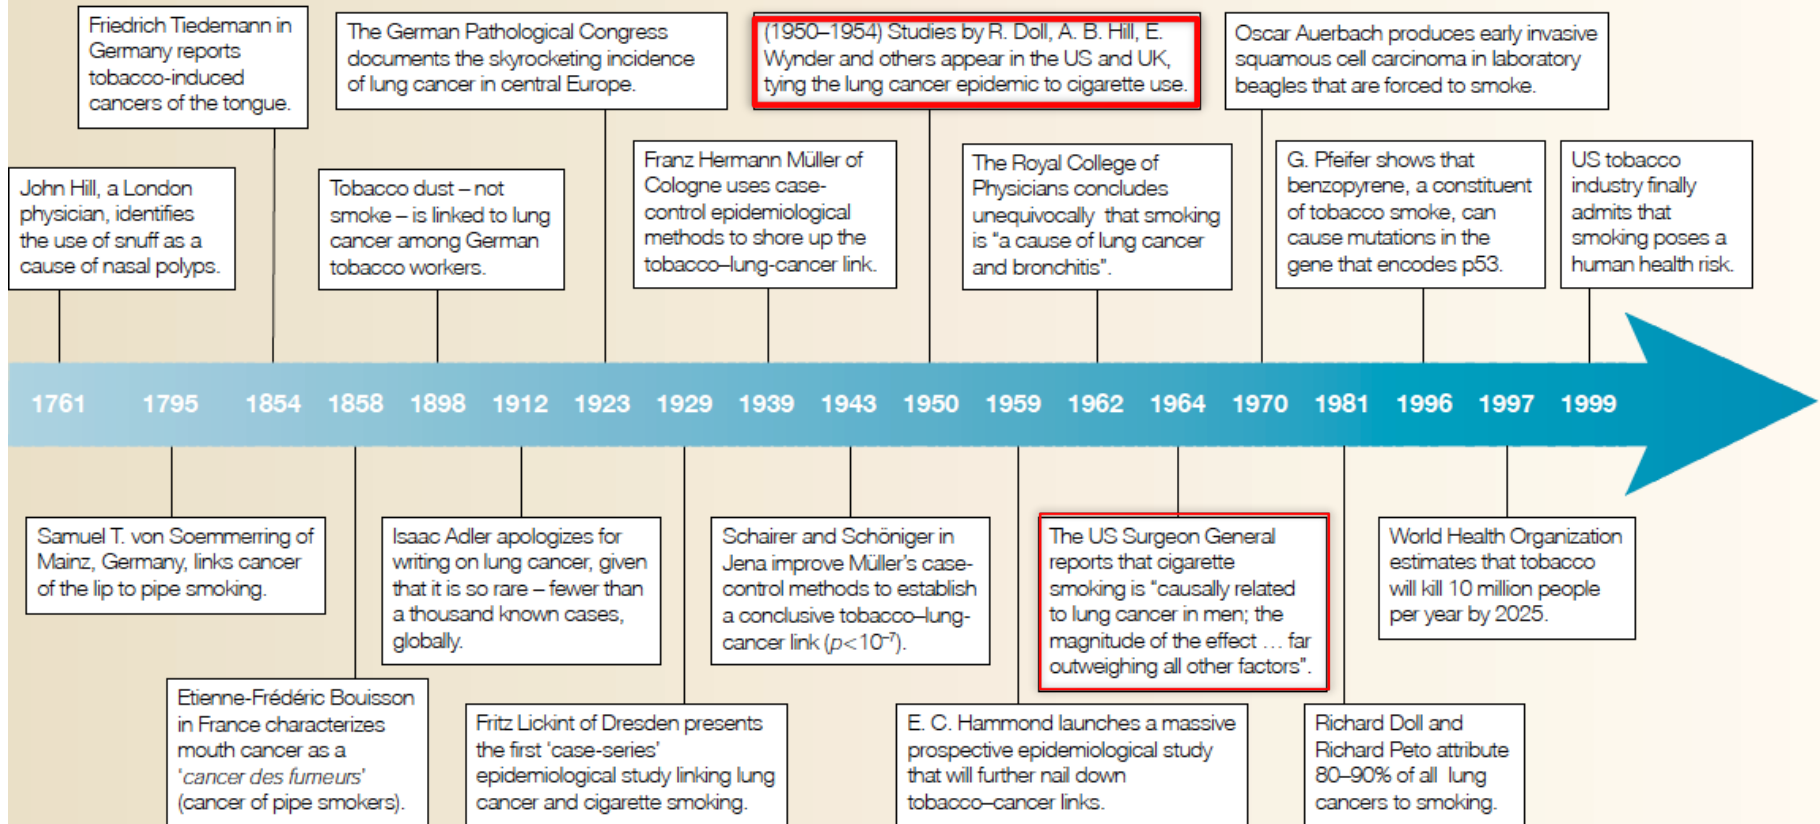 Friedrich Tiedemann in
Germany reports
tobacco-induced
cancers of the tongue.
The German Pathological Congress
documents the skyrocketing incidence
of lung cancer in central Europe.
(1950–1954) Studies by R. Doll, A. B. Hill, E.
Wynder and others appear in the US and UK,
tying the lung cancer epidemic to cigarette use.
Oscar Auerbach produces early invasive
squamous cell carcinoma in laboratory
beagles that are forced to smoke.
John Hill, a London
physician, identifies
the use of snuff as a
cause of nasal polyps.
Tobacco dust – not
smoke – is linked to lung
cancer among German
tobacco workers.
Franz Hermann Müller of
Cologne uses case-
control epidemiological
methods to shore up the
tobacco–lung-cancer link.
The Royal College of
Physicians concludes
unequivocally that smoking
is "a cause of lung cancer
and bronchitis".
G. Pfeifer shows that
benzopyrene, a constituent
of tobacco smoke, can
cause mutations in the
gene that encodes p53.
US tobacco
industry finally
admits that
smoking poses a
human health risk.
1761 1795 1854 1858 1898 1912 1923 1929 1939 1943 1950 1959 1962 1964 1970 1981 1996 1997 1999
Samuel T. von Soemmerring of
Mainz, Germany, links cancer
of the lip to pipe smoking.
Isaac Adler apologizes for
writing on lung cancer, given
that it is so rare – fewer than
a thousand known cases,
globally.
Schairer and Schöniger in
Jena improve Müller's case-
control methods to establish
a conclusive tobacco–lung-
cancer link (p<10⁻⁷).
The US Surgeon General
reports that cigarette
smoking is "causally related
to lung cancer in men; the
magnitude of the effect … far
outweighing all other factors".
World Health Organization
estimates that tobacco
will kill 10 million people
per year by 2025.
Etienne-Frédéric Bouisson
in France characterizes
mouth cancer as a
'cancer des fumeurs'
(cancer of pipe smokers).
Fritz Lickint of Dresden presents
the first 'case-series'
epidemiological study linking lung
cancer and cigarette smoking.
E. C. Hammond launches a massive
prospective epidemiological study
that will further nail down
tobacco–cancer links.
Richard Doll and
Richard Peto attribute
80–90% of all lung
cancers to smoking.